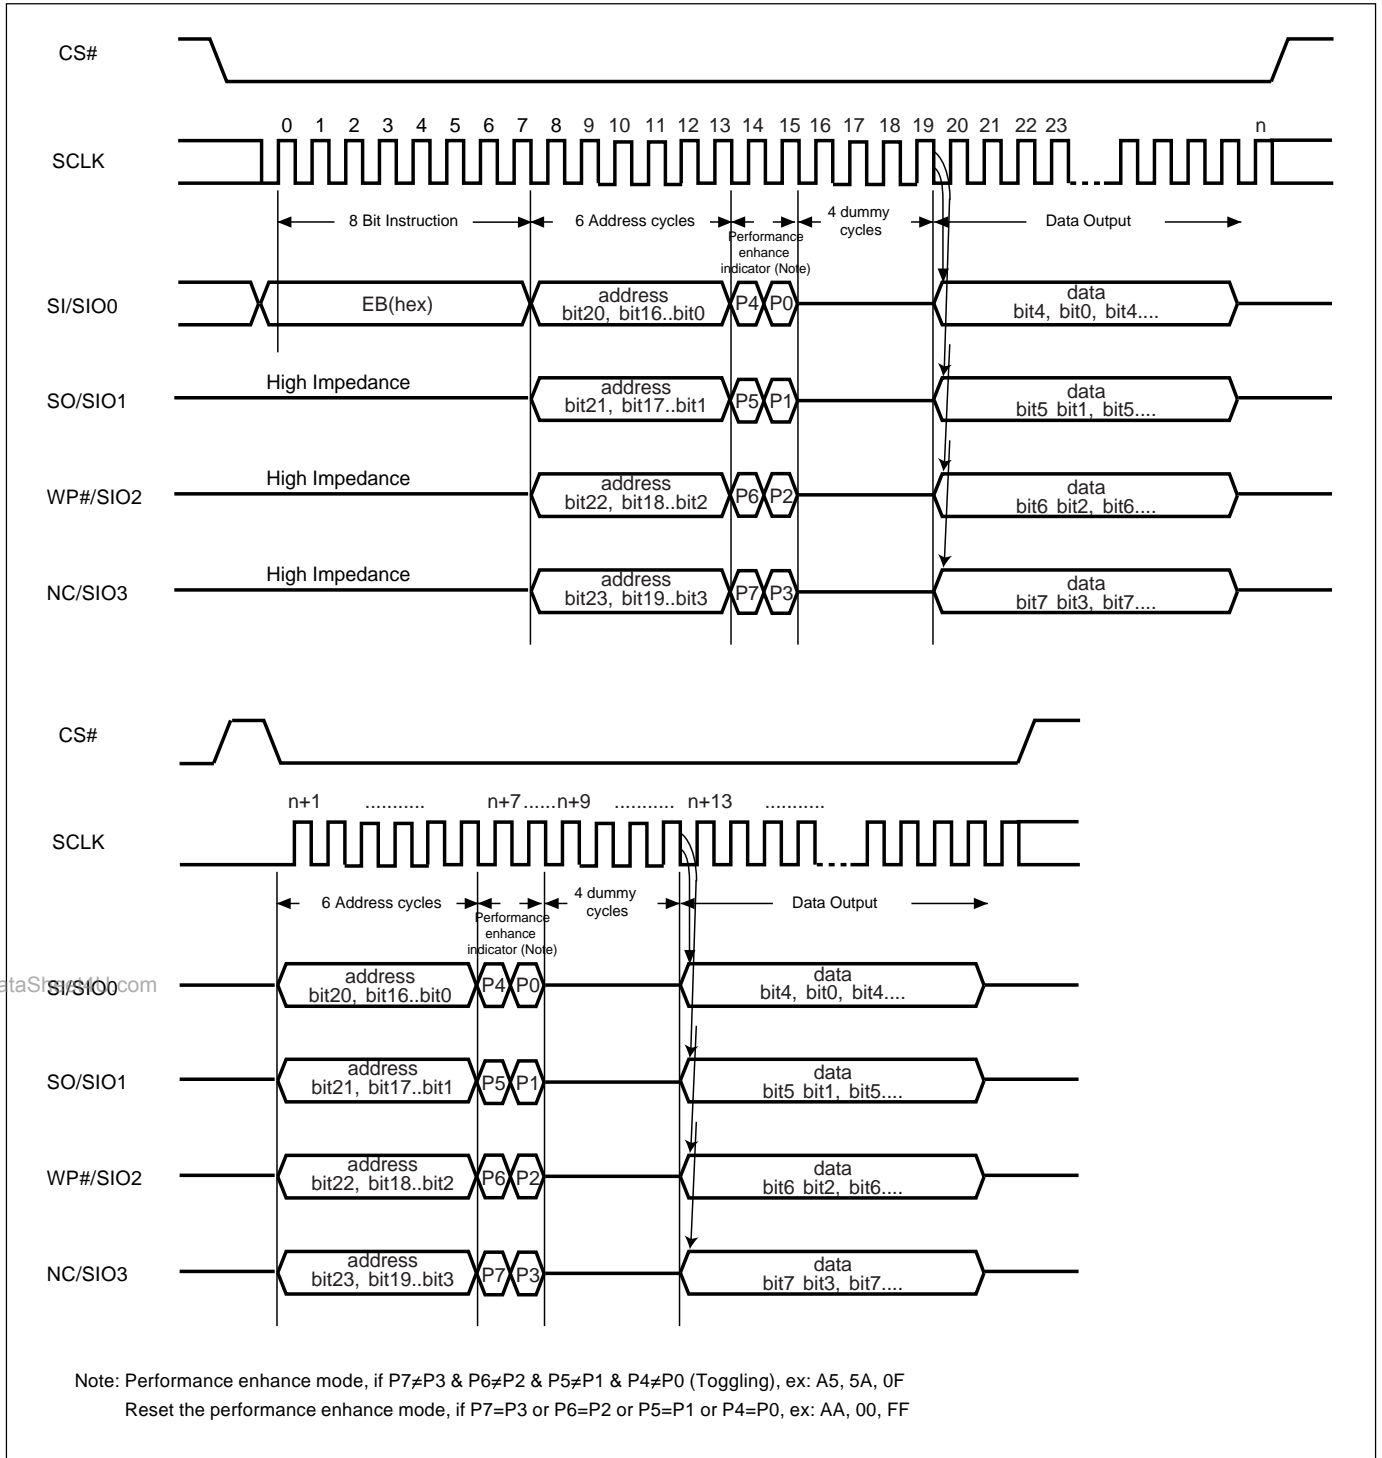 CS#
0 1 2 3 4 5 6 7 8 9 10 11 12 13 14 15 16 17 18 19 20 21 22 23 n
SCLK
8 Bit Instruction
6 Address cycles
Performance
enhance
indicator (Note)
4 dummy
cycles
Data Output
SI/SIO0
EB(hex)
address
bit20, bit16..bit0
P4 P0
data
bit4, bit0, bit4....
High Impedance
SO/SIO1
address
bit21, bit17..bit1
P5 P1
data
bit5 bit1, bit5....
High Impedance
WP#/SIO2
address
bit22, bit18..bit2
P6 P2
data
bit6 bit2, bit6....
High Impedance
NC/SIO3
address
bit23, bit19..bit3
P7 P3
data
bit7 bit3, bit7....
CS#
n+1 ........... n+7......n+9 ........... n+13 ...........
SCLK
6 Address cycles
Performance
enhance
indicator (Note)
4 dummy
cycles
Data Output
SI/SIO0
address
bit20, bit16..bit0
P4 P0
data
bit4, bit0, bit4....
SO/SIO1
address
bit21, bit17..bit1
P5 P1
data
bit5 bit1, bit5....
WP#/SIO2
address
bit22, bit18..bit2
P6 P2
data
bit6 bit2, bit6....
NC/SIO3
address
bit23, bit19..bit3
P7 P3
data
bit7 bit3, bit7....
Note: Performance enhance mode, if P7≠P3 & P6≠P2 & P5≠P1 & P4≠P0 (Toggling), ex: A5, 5A, 0F
Reset the performance enhance mode, if P7=P3 or P6=P2 or P5=P1 or P4=P0, ex: AA, 00, FF